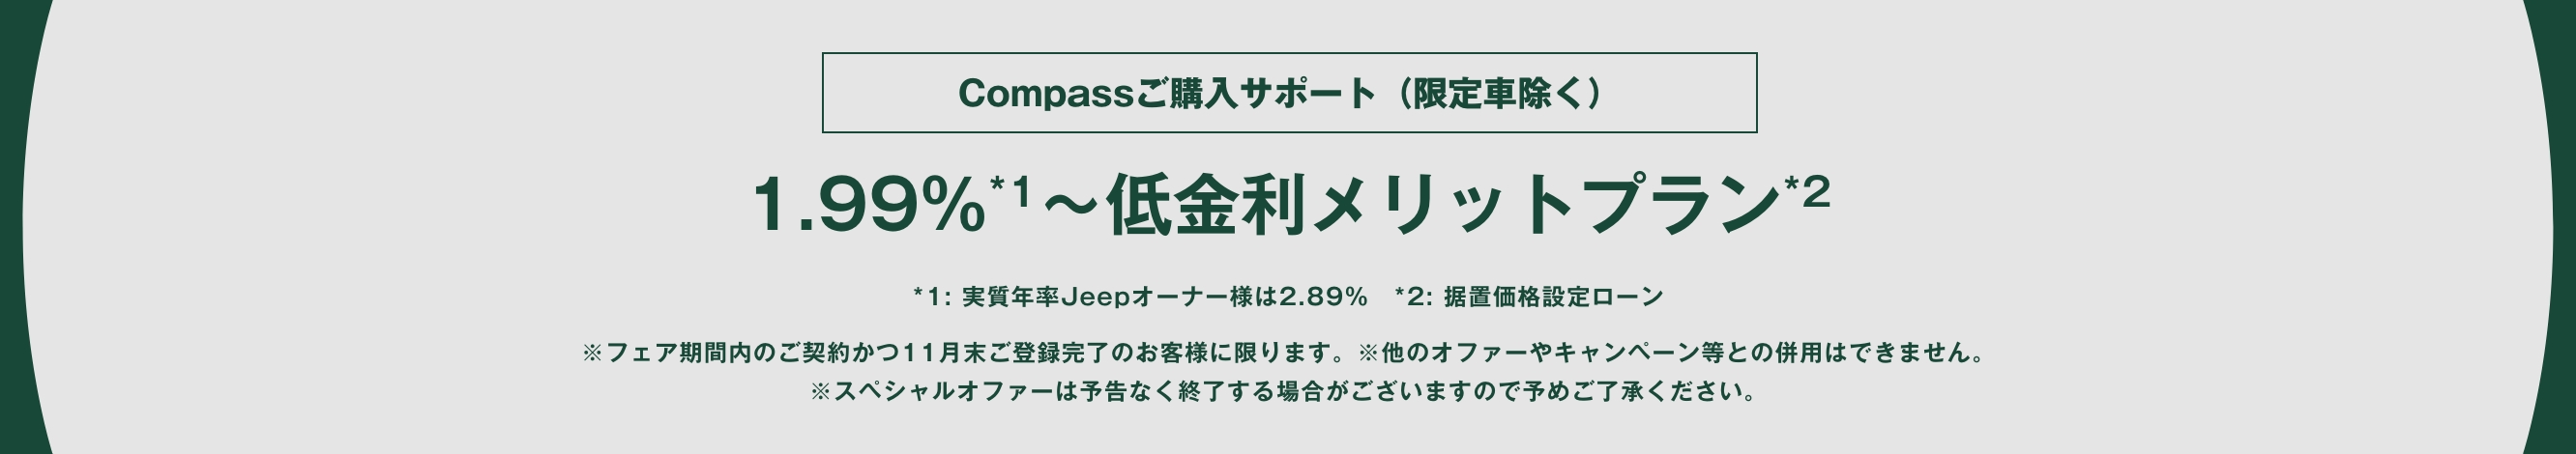 Compassご購入サポート（限定車除く）
1.99%*1～低金利メリットプラン*2
*1: 実質年率Jeepオーナー様は2.89%　*2: 据置価格設定ローン
※フェア期間内のご契約かつ11月末ご登録完了のお客様に限ります。※他のオファーやキャンペーン等との併用はできません。
※スペシャルオファーは予告なく終了する場合がございますので予めご了承ください。